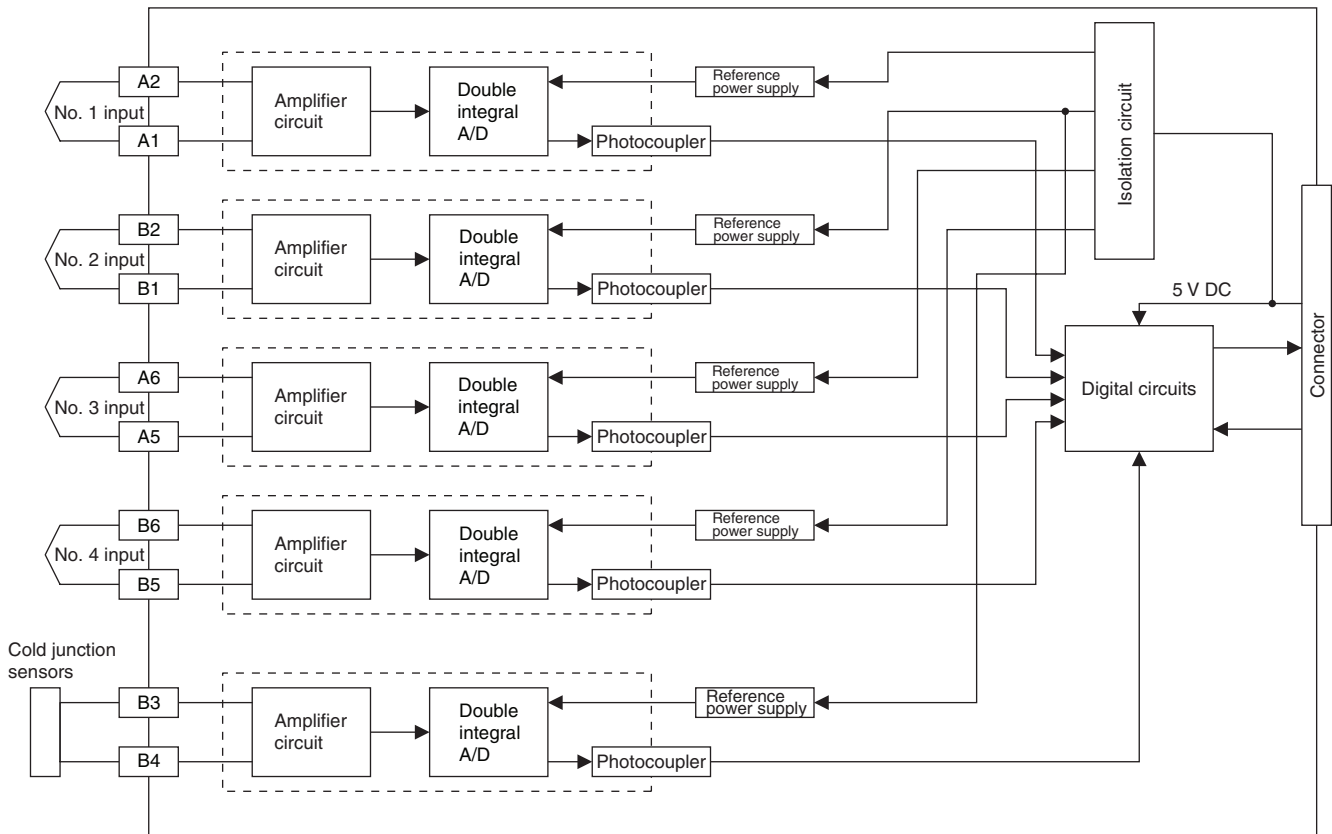 A2
No. 1 input
A1
Amplifier
circuit
Double
integral
A/D
Reference
power supply
Photocoupler
Isolation circuit
B2
No. 2 input
B1
Amplifier
circuit
Double
integral
A/D
Reference
power supply
Photocoupler
5 V DC
Connector
A6
No. 3 input
A5
Amplifier
circuit
Double
integral
A/D
Reference
power supply
Photocoupler
Digital circuits
B6
No. 4 input
B5
Amplifier
circuit
Double
integral
A/D
Reference
power supply
Photocoupler
Cold junction
sensors
B3
B4
Amplifier
circuit
Double
integral
A/D
Reference
power supply
Photocoupler